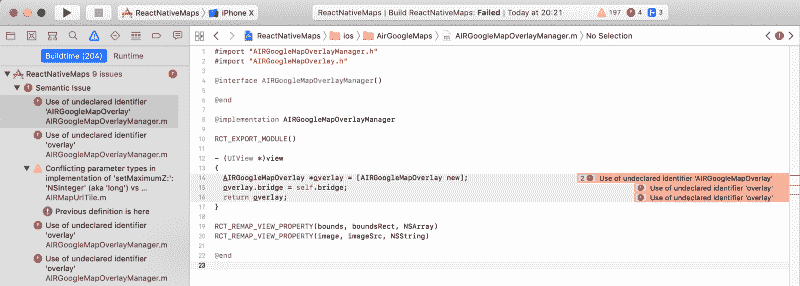 ReactNativeMaps
iPhone X
ReactNativeMaps | Build ReactNativeMaps: Failed | Today at 20:21
197
4
3
ReactNativeMaps
ios
AirGoogleMaps
AIRGoogleMapOverlayManager.m
No Selection
Buildtime (204)
Runtime
ReactNativeMaps 9 issues
Semantic Issue
Use of undeclared identifier
'AIRGoogleMapOverlay'
AIRGoogleMapOverlayManager.m
Use of undeclared identifier
'overlay'
AIRGoogleMapOverlayManager.m
Conflicting parameter types in
implementation of 'setMaximumZ:':
'NSInteger' (aka 'long') vs ...
AIRMapUrlTile.m
Previous definition is here
Use of undeclared identifier
'overlay'
AIRGoogleMapOverlayManager.m
Use of undeclared identifier
'overlay'
AIRGoogleMapOverlayManager.m
1 #import "AIRGoogleMapOverlayManager.h"
2 #import "AIRGoogleMapOverlay.h"
3
4 @interface AIRGoogleMapOverlayManager()
5
6 @end
7
8 @implementation AIRGoogleMapOverlayManager
9
10 RCT_EXPORT_MODULE()
11
12 - (UIView *)view
13 {
14 AIRGoogleMapOverlay *overlay = [AIRGoogleMapOverlay new]; 2 Use of undeclared identifier 'AIRGoogleMapOverlay'
15 overlay.bridge = self.bridge; Use of undeclared identifier 'overlay'
16 return overlay; Use of undeclared identifier 'overlay'
17 }
18
19 RCT_REMAP_VIEW_PROPERTY(bounds, boundsRect, NSArray)
20 RCT_REMAP_VIEW_PROPERTY(image, imageSrc, NSString)
21
22 @end
23